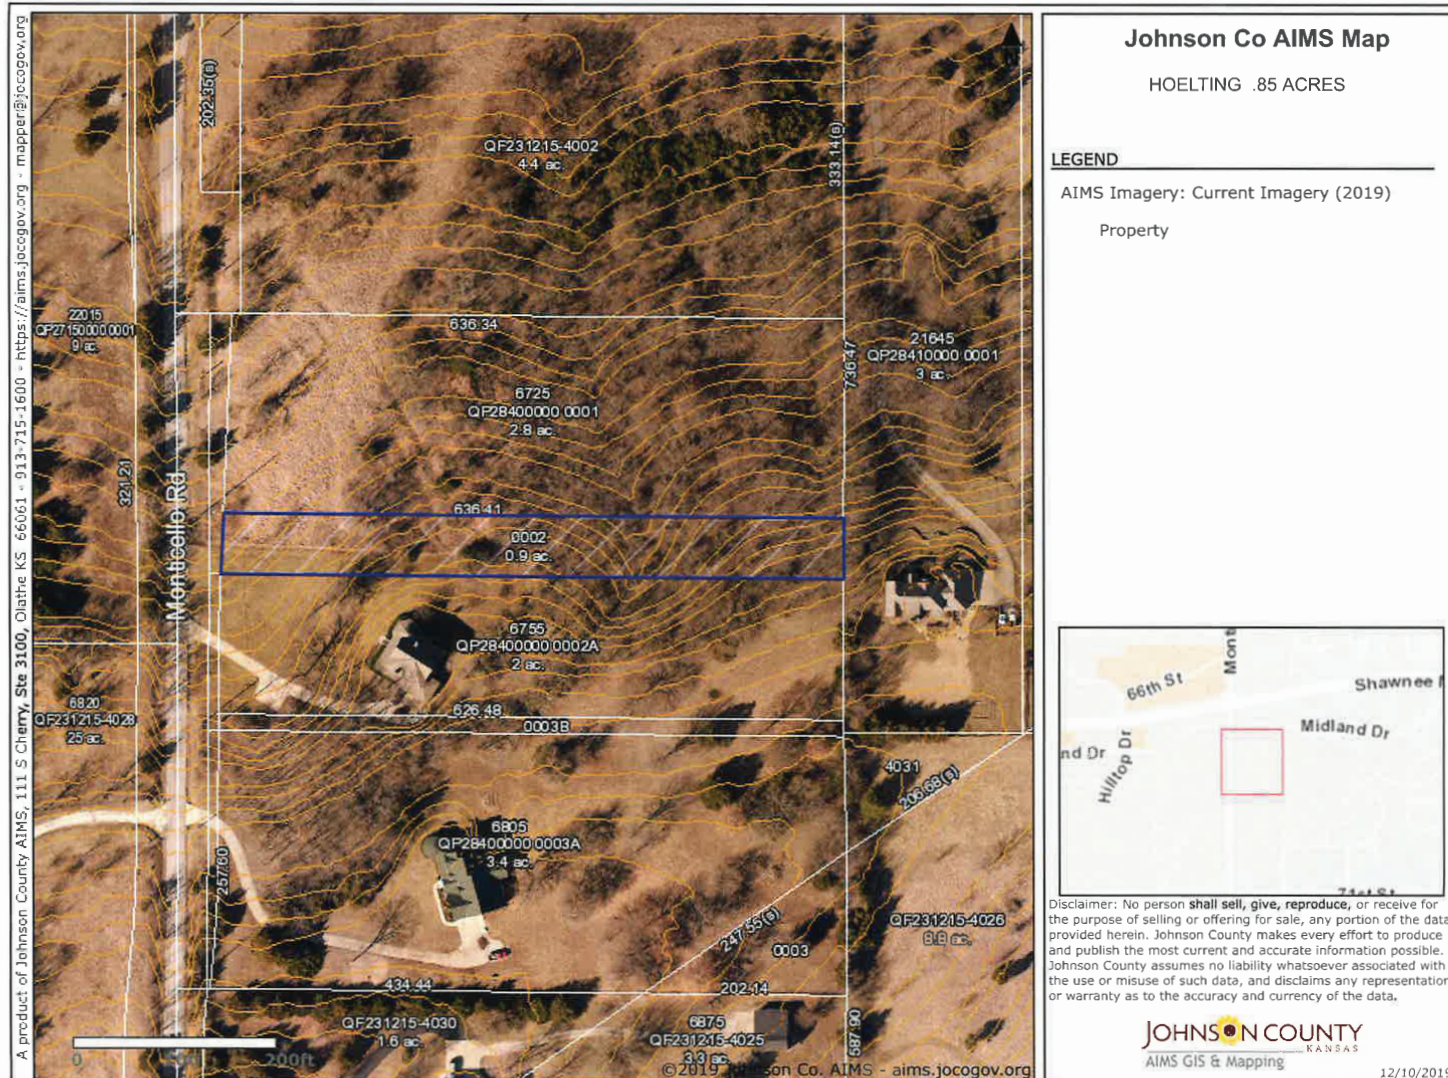 A product of Johnson County AIMS, 111 S Cherry, Ste 3100, Olathe KS 66061 - 913-715-1600 - https://aims.jocogov.org - mapper@jocogov.org
202.35(s)
QF231215-4002
4.4 ac.
333.14(s)
22015
QP27150000 0001
9 ac.
636.34
21645
QP28410000 0001
3 ac.
736.47
6725
QP28400000 0001
2.8 ac.
321.21
Monticello Rd
636.41
0002
0.9 ac.
6755
QP28400000 0002A
2 ac.
6820
QF231215-4028
25 ac.
626.48
0003B
4031
206.68(s)
6805
QP28400000 0003A
3.4 ac.
257.60
247.55(s)
QF231215-4026
8.8 ac.
0003
434.44
202.14
QF231215-4030
1.6 ac.
6875
QF231215-4025
3.3 ac.
587.90
0
200ft
©2019 Johnson Co. AIMS - aims.jocogov.org
Johnson Co AIMS Map
HOELTING .85 ACRES
LEGEND
AIMS Imagery: Current Imagery (2019)
Property
Mont
66th St
Shawnee
Midland Dr
nd Dr
Hilltop Dr
71st St
Disclaimer: No person shall sell, give, reproduce, or receive for
the purpose of selling or offering for sale, any portion of the data
provided herein. Johnson County makes every effort to produce
and publish the most current and accurate information possible.
Johnson County assumes no liability whatsoever associated with
the use or misuse of such data, and disclaims any representation
or warranty as to the accuracy and currency of the data.
JOHNSON COUNTY
KANSAS
AIMS GIS & Mapping
12/10/2019